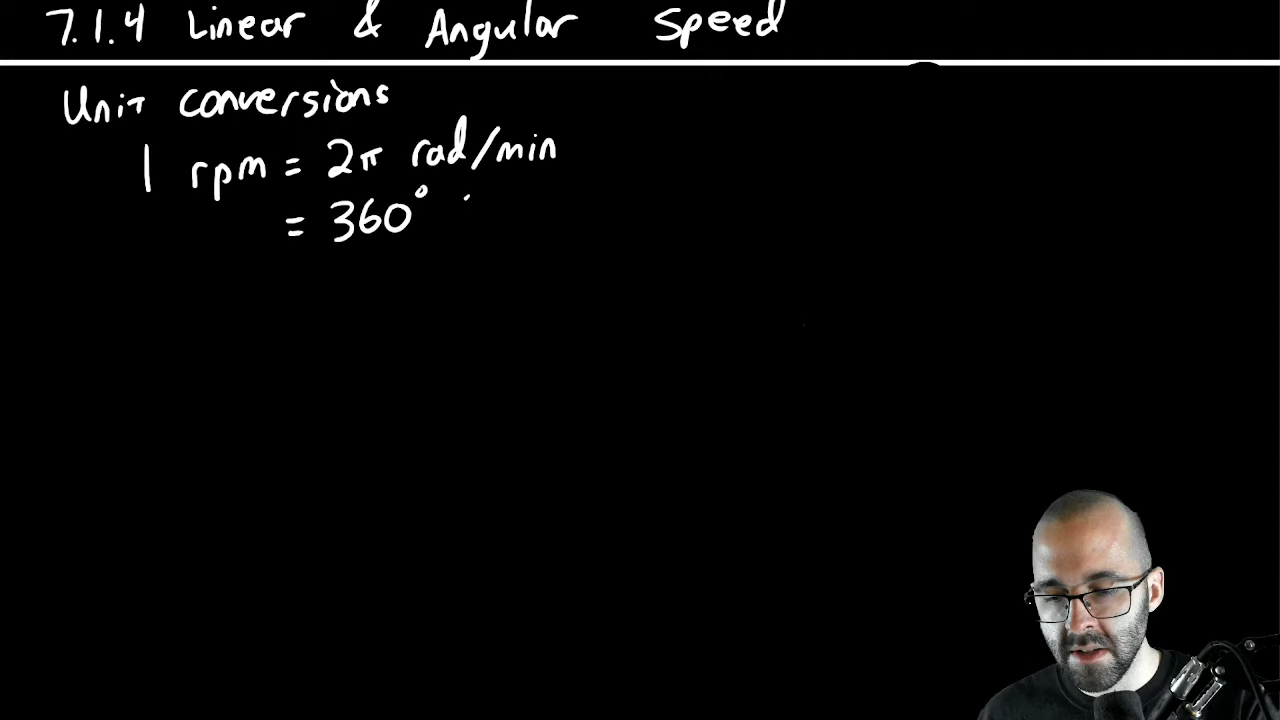 7.1.4 Linear & Angular Speed
Unit conversions
1 rpm = 2π rad/min
= 360°